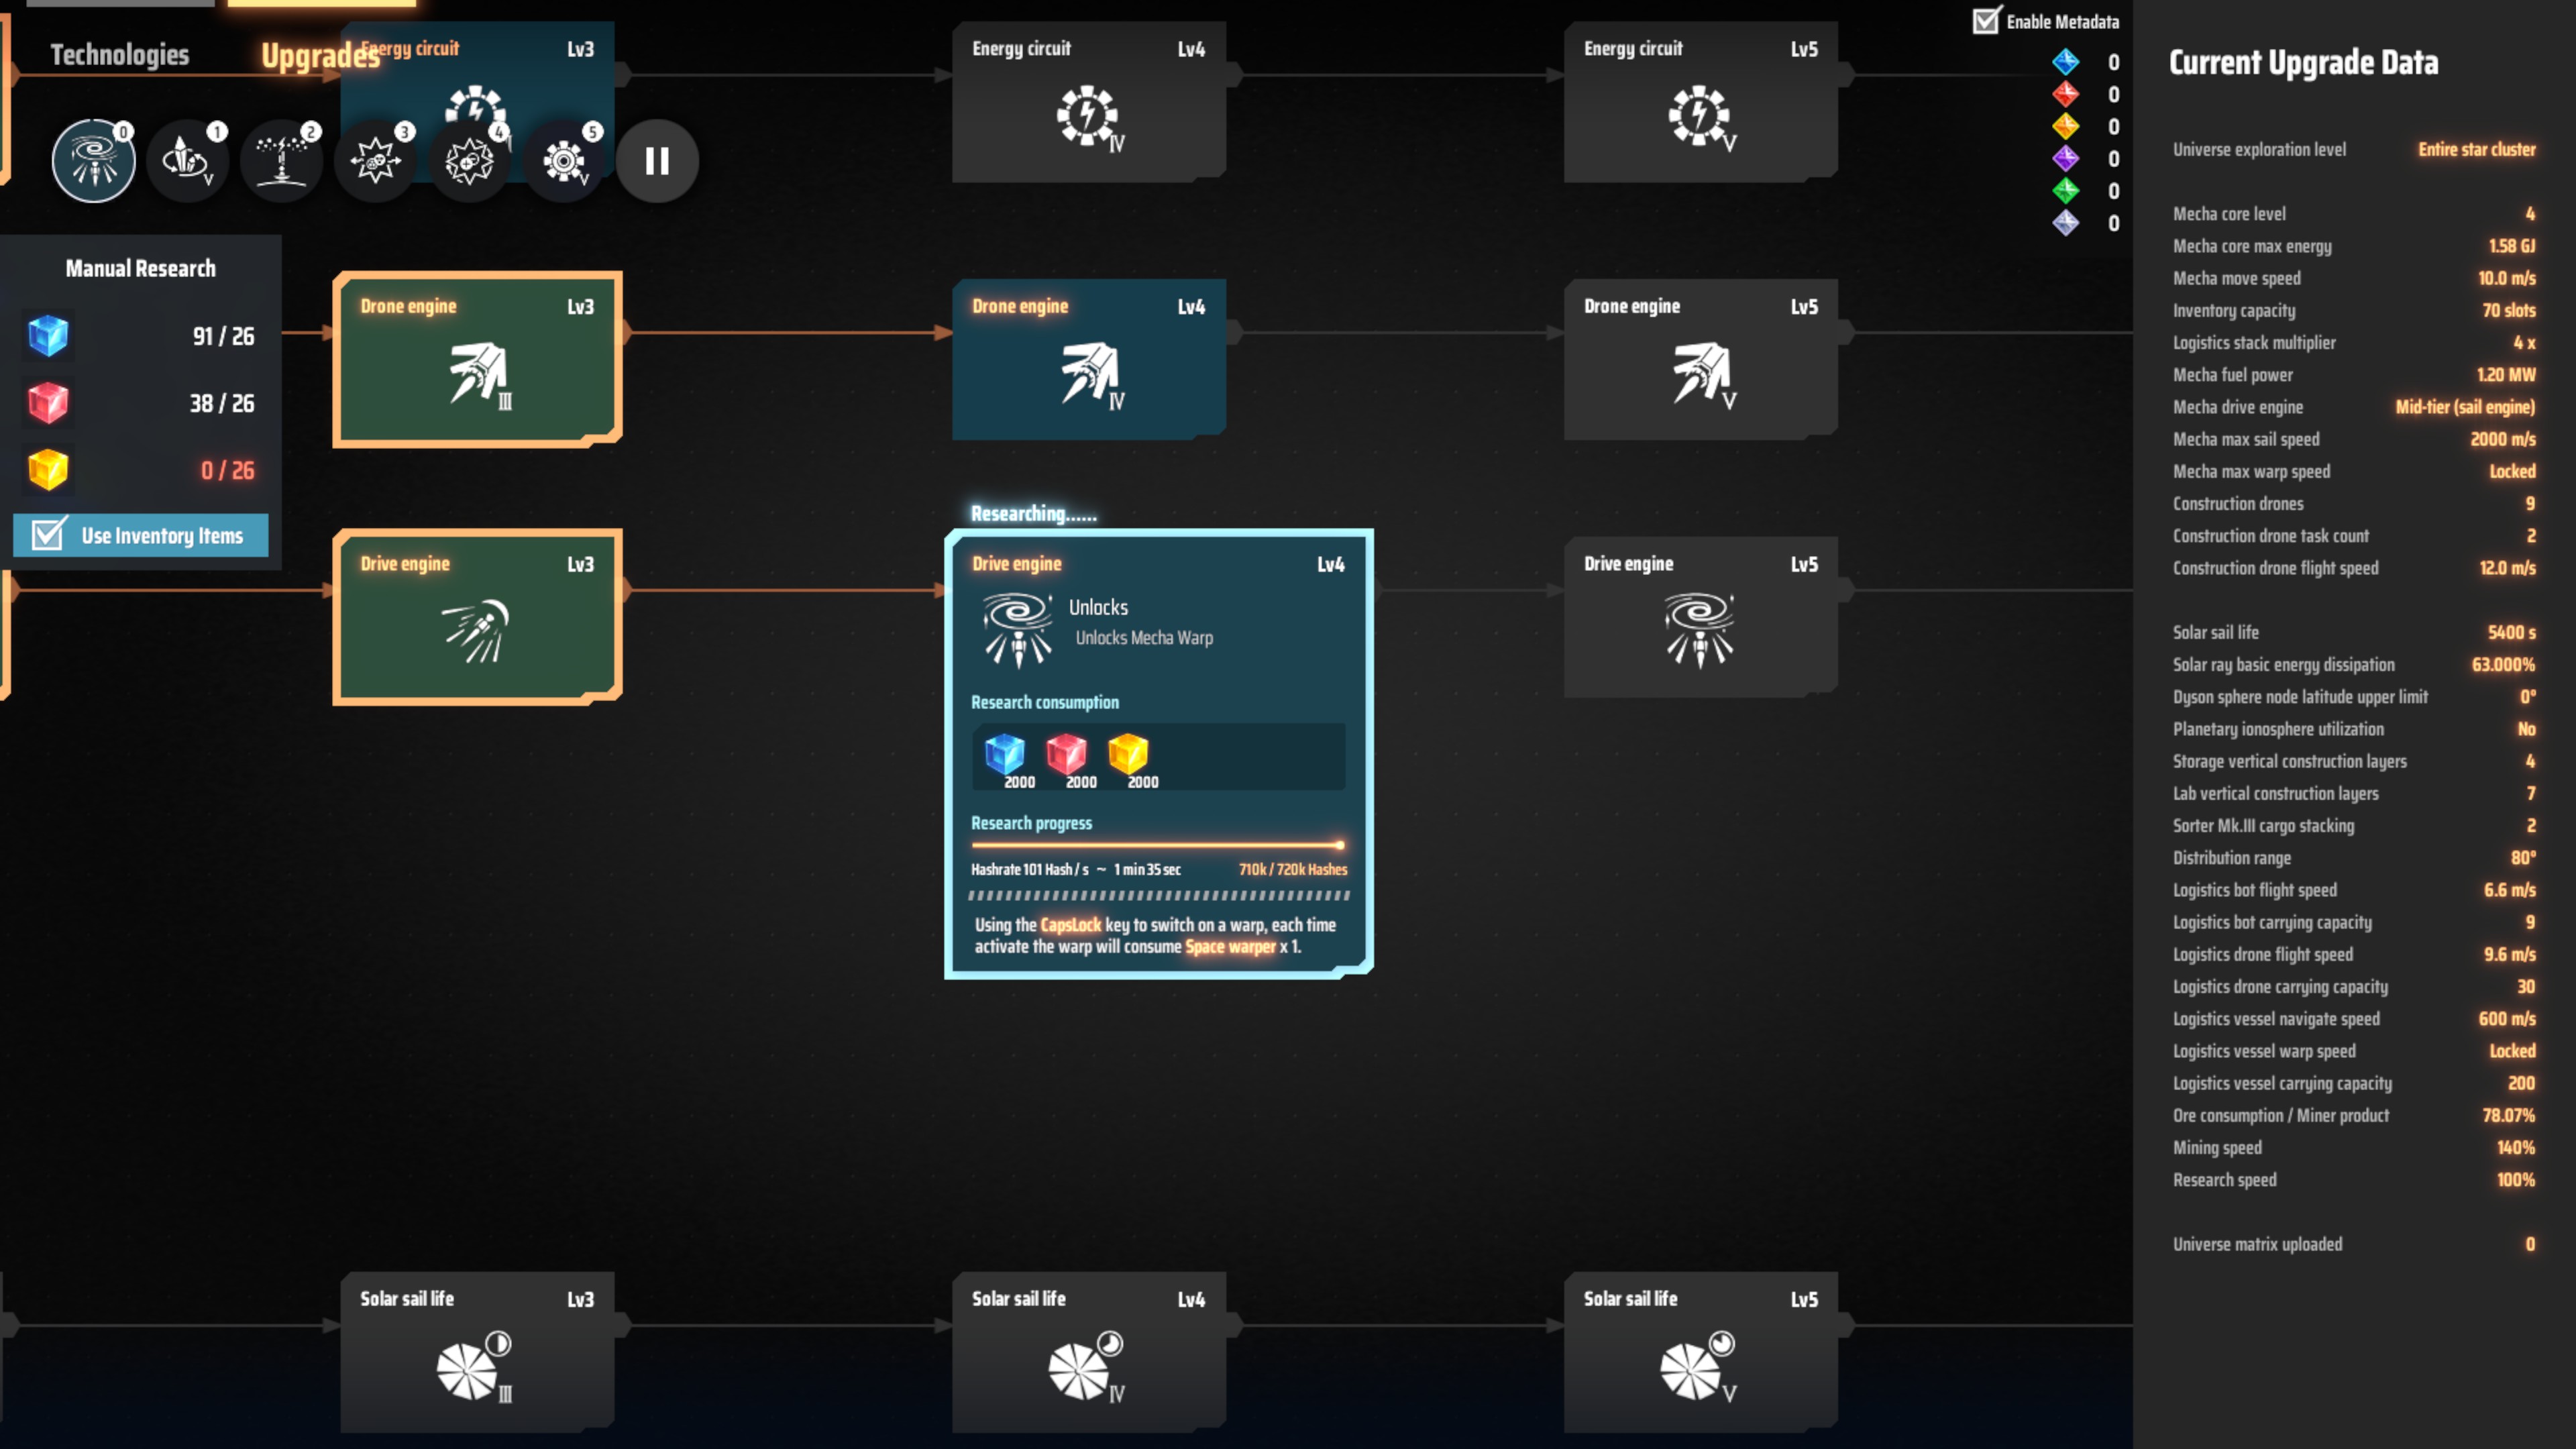 Technologies
Upgrades
Energy circuit Lv3
Energy circuit Lv4
IV
Energy circuit Lv5
V
Enable Metadata
0
0
0
0
0
0
0
1
V
2
3
4
5
V
Manual Research
91 / 26
38 / 26
0 / 26
Use Inventory Items
Drone engine Lv3
III
Drone engine Lv4
IV
Drone engine Lv5
V
Drive engine Lv3
Researching......
Drive engine Lv4
Unlocks
Unlocks Mecha Warp
Research consumption
2000 2000 2000
Research progress
Hashrate 101 Hash / s ~ 1 min 35 sec 710k / 720k Hashes
Using the CapsLock key to switch on a warp, each time
activate the warp will consume Space warper x 1.
Drive engine Lv5
Solar sail life Lv3
III
Solar sail life Lv4
IV
Solar sail life Lv5
V
Current Upgrade Data
Universe exploration level Entire star cluster
Mecha core level 4
Mecha core max energy 1.58 GJ
Mecha move speed 10.0 m/s
Inventory capacity 70 slots
Logistics stack multiplier 4 x
Mecha fuel power 1.20 MW
Mecha drive engine Mid-tier (sail engine)
Mecha max sail speed 2000 m/s
Mecha max warp speed Locked
Construction drones 9
Construction drone task count 2
Construction drone flight speed 12.0 m/s
Solar sail life 5400 s
Solar ray basic energy dissipation 63.000%
Dyson sphere node latitude upper limit 0°
Planetary ionosphere utilization No
Storage vertical construction layers 4
Lab vertical construction layers 7
Sorter Mk.III cargo stacking 2
Distribution range 80°
Logistics bot flight speed 6.6 m/s
Logistics bot carrying capacity 9
Logistics drone flight speed 9.6 m/s
Logistics drone carrying capacity 30
Logistics vessel navigate speed 600 m/s
Logistics vessel warp speed Locked
Logistics vessel carrying capacity 200
Ore consumption / Miner product 78.07%
Mining speed 140%
Research speed 100%
Universe matrix uploaded 0